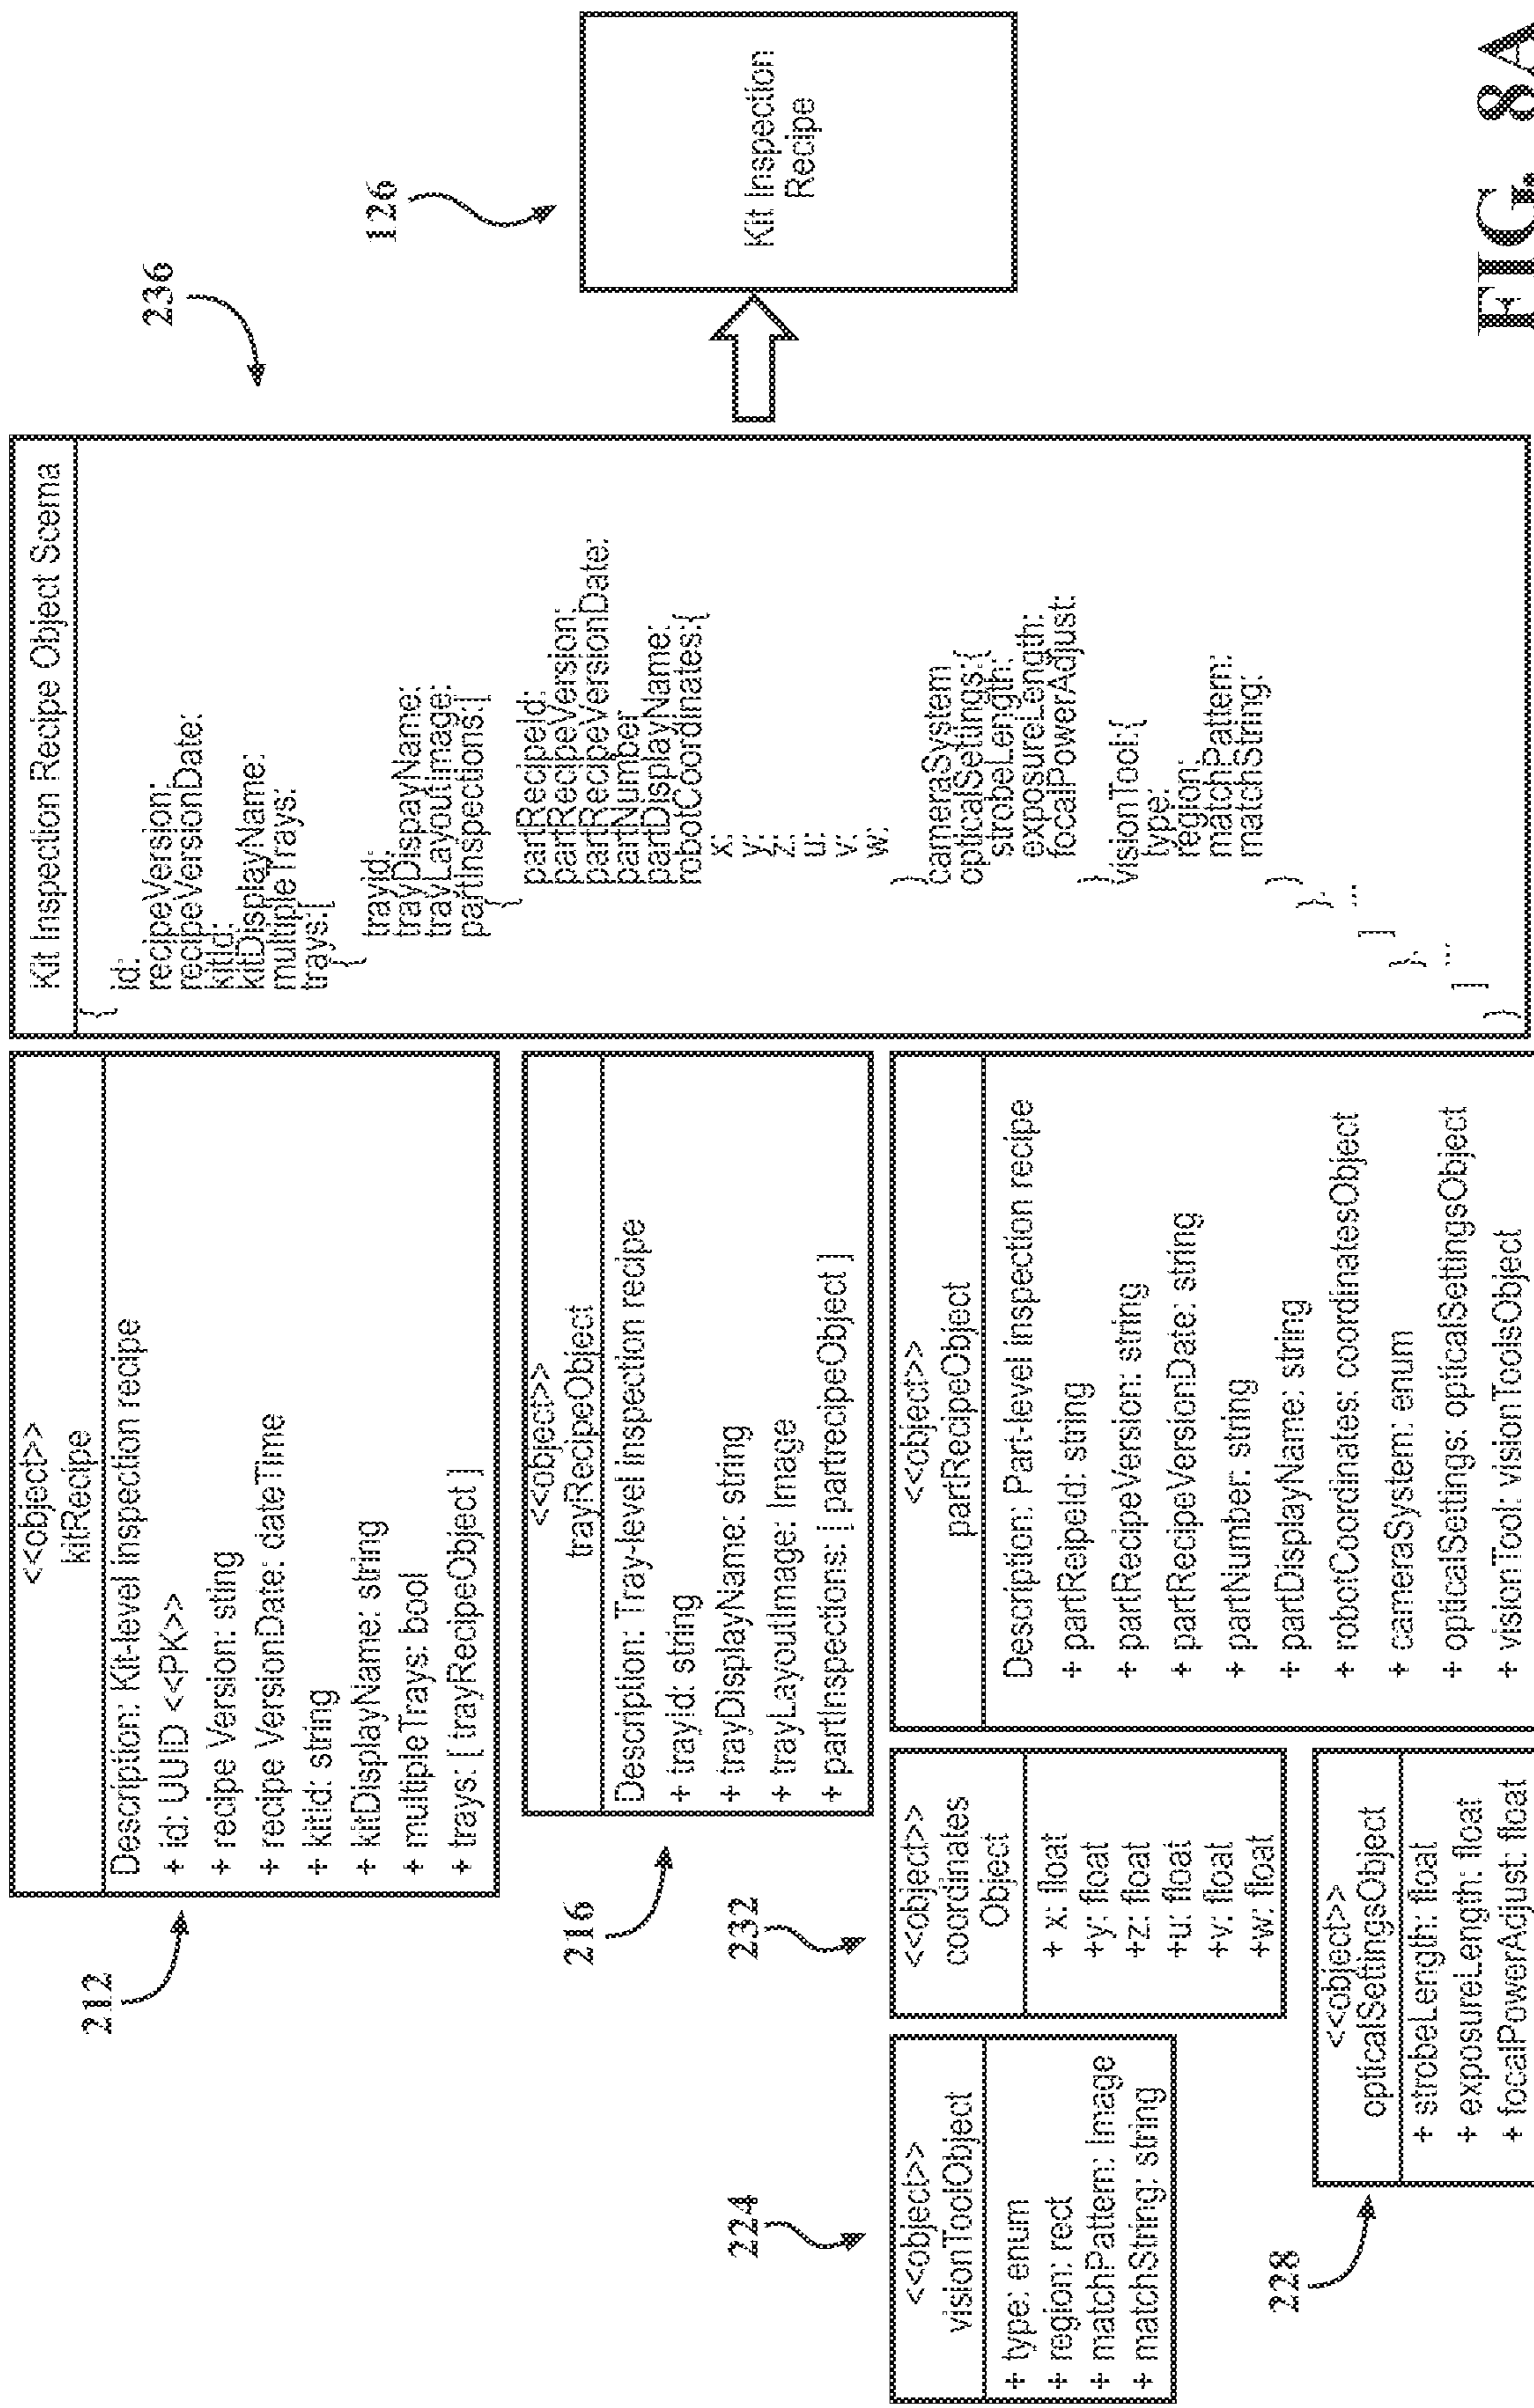 212
<<object>>
kitRecipe
Description: Kit-level inspection recipe
+ id: UUID <<PK>>
+ recipe Version: sting
+ recipe VersionDate: dateTime
+ kitId: string
+ kitDisplayName: string
+ multipleTrays: bool
+ trays: [ trayRecipeObject ]
216
<<object>>
trayRecipeObject
Description: Tray-level inspection recipe
+ trayId: string
+ trayDisplayName: string
+ trayLayoutImage: Image
+ partInspections: [ partrecipeObject ]
<<object>>
partRecipeObject
Description: Part-level inspection recipe
+ partReipeId: string
+ partRecipeVersion: string
+ partRecipeVersionDate: string
+ partNumber: string
+ partDisplayName: string
+ robotCoordinates: coordinatesObject
+ cameraSystem: enum
+ opticalSettings: opticalSettingsObject
+ visionTool: visionToolsObject
232
<<object>>
coordinates
Object
+ x: float
+y: float
+z: float
+u: float
+v: float
+w: float
224
<<object>>
visionToolObject
+ type: enum
+ region: rect
+ matchPattern: Image
+ matchString: string
228
<<object>>
opticalSettingsObject
+ strobeLength: float
+ exposureLength: float
+ focalPowerAdjust: float
236
Kit Inspection Recipe Object Scema
{
id:
recipeVersion:
recipeVersionDate:
kitId:
kitDisplayName:
multipleTrays:
trays:[
{
trayid:
trayDispayName:
trayLayoutImage:
partInspections:[
{
partRecipeId:
partRecipeVersion:
partRecipeVersionDate:
partNumber
partDisplayName:
robotCoordinates:{
x:
y:
z:
u:
v:
w:
}
cameraSystem
opticalSettings:{
strobeLength:
exposureLength:
focalPowerAdjust:
}
visionTool:{
type:
region:
matchPattern:
matchString:
}
},
...
]
},
...
]
}
126
Kit Inspection
Recipe
FIG. 8A